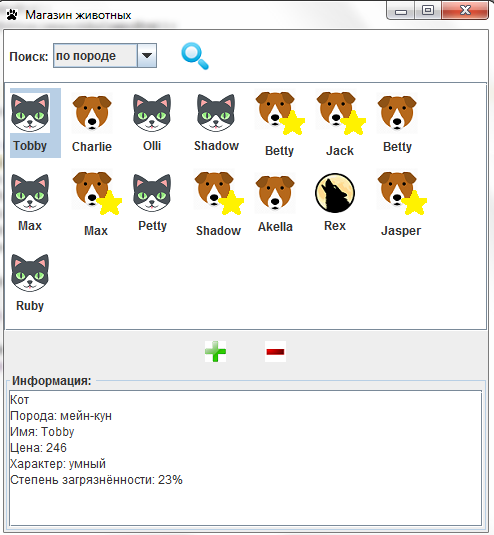 Магазин животных
Поиск: по породе
Tobby Charlie Olli Shadow Betty Jack Betty
Max Max Petty Shadow Akella Rex Jasper
Ruby
Информация:
Кот
Порода: мейн-кун
Имя: Tobby
Цена: 246
Характер: умный
Степень загрязнённости: 23%